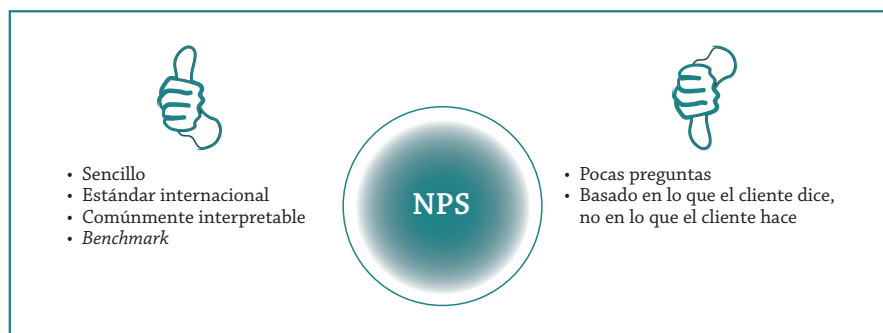 • Sencillo
• Estándar internacional
• Comúnmente interpretable
• Benchmark
NPS
• Pocas preguntas
• Basado en lo que el cliente dice,
no en lo que el cliente hace